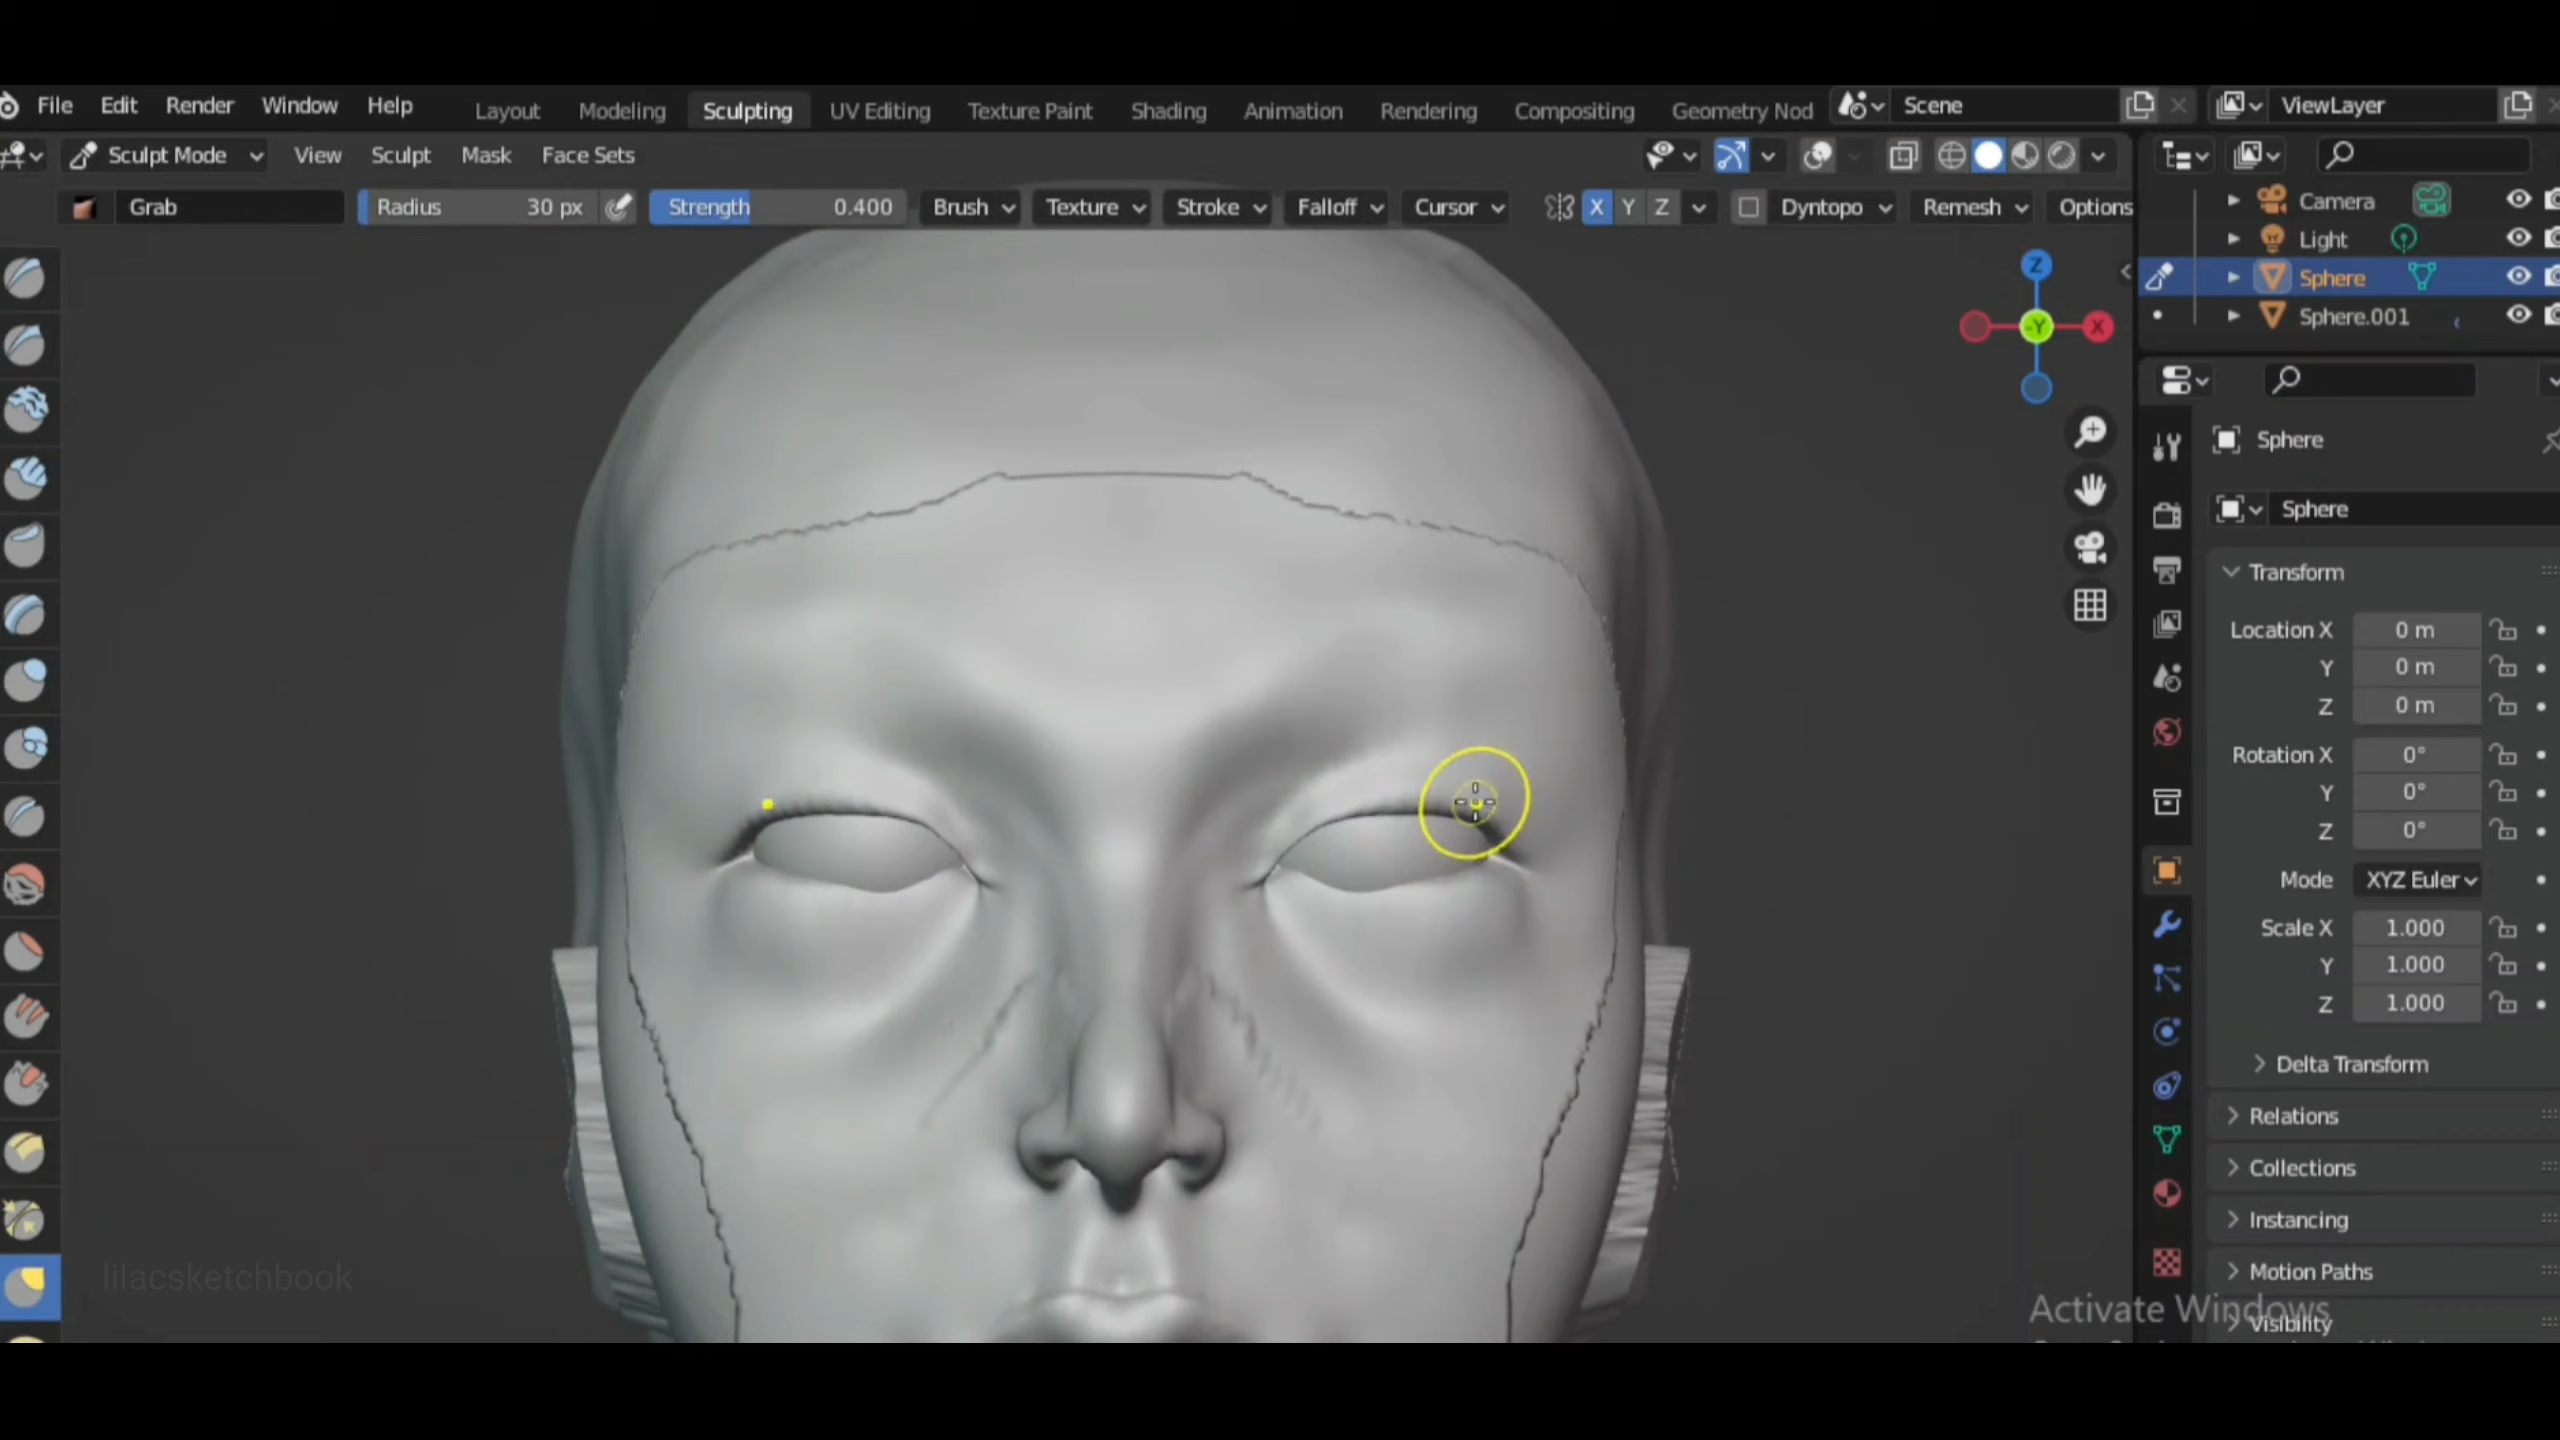 File Edit Render Window Help Layout Modeling Sculpting UV Editing Texture Paint Shading Animation Rendering Compositing Geometry Nod Scene ViewLayer
Sculpt Mode View Sculpt Mask Face Sets
Grab Radius 30 px Strength 0.400 Brush Texture Stroke Falloff Cursor X Y Z Dyntopo Remesh Options
Camera
Light
Sphere
Sphere.001
Z
-Y X
Sphere
Sphere
Transform
Location X 0 m
Y 0 m
Z 0 m
Rotation X 0°
Y 0°
Z 0°
Mode XYZ Euler
Scale X 1.000
Y 1.000
Z 1.000
Delta Transform
Relations
Collections
Instancing
Motion Paths
Visibility
lilacsketchbook
Activate Windows